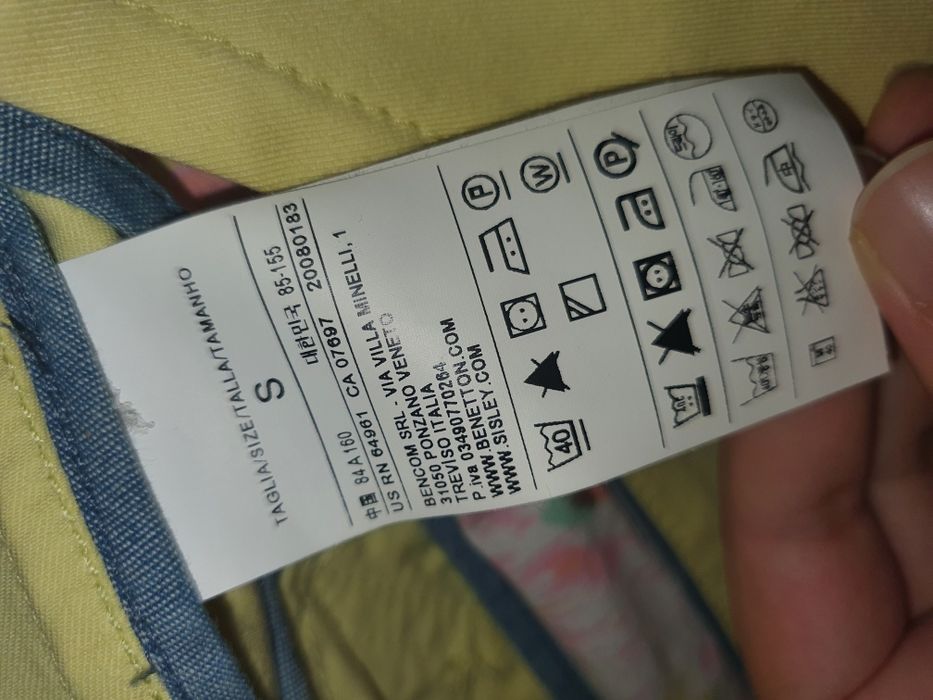 TAGLIA/SIZE/TALLA/TAMANHO
S
대한민국 85-155
中國 84A160 20080183
US RN 64961 CA 07697
BENCOM SRL - VIA VILLA MINELLI, 1
31050 PONZANO VENETO
TREVISO ITALIA
P.iva 03490770264
WWW.BENETTON.COM
WWW.SISLEY.COM
P
W
40
P
中